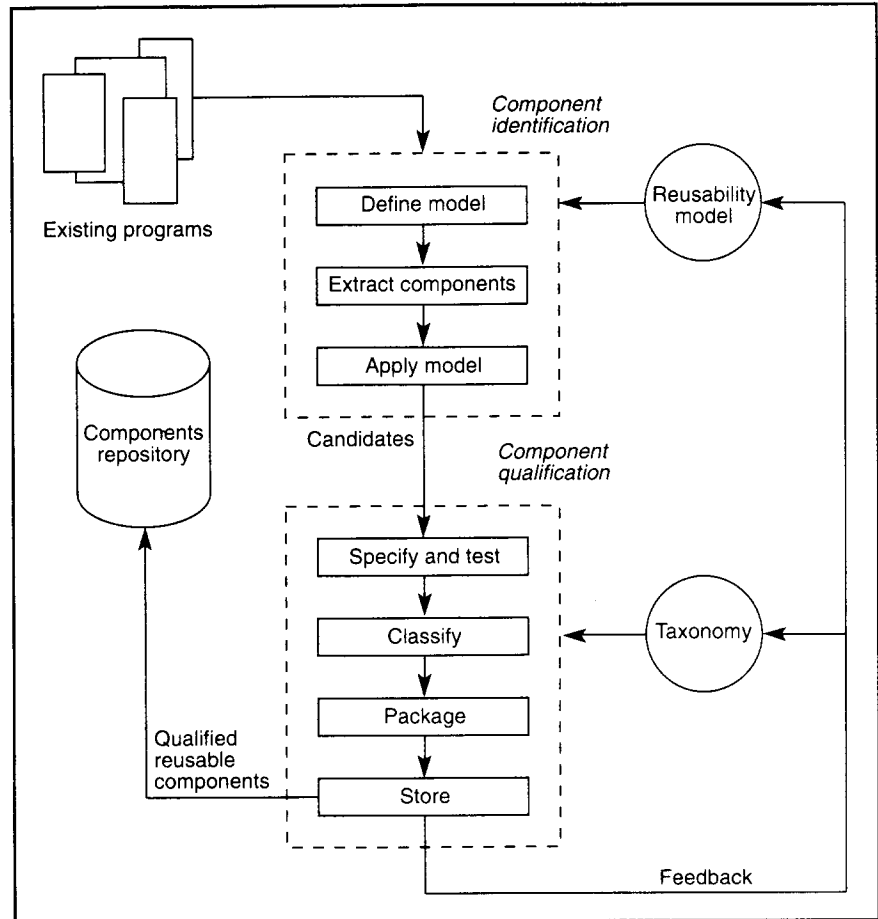 Component
identification
Existing programs
Define model
Reusability
model
Extract components
Apply model
Components
repository
Candidates
Component
qualification
Specify and test
Classify
Taxonomy
Package
Qualified
reusable
components
Store
Feedback